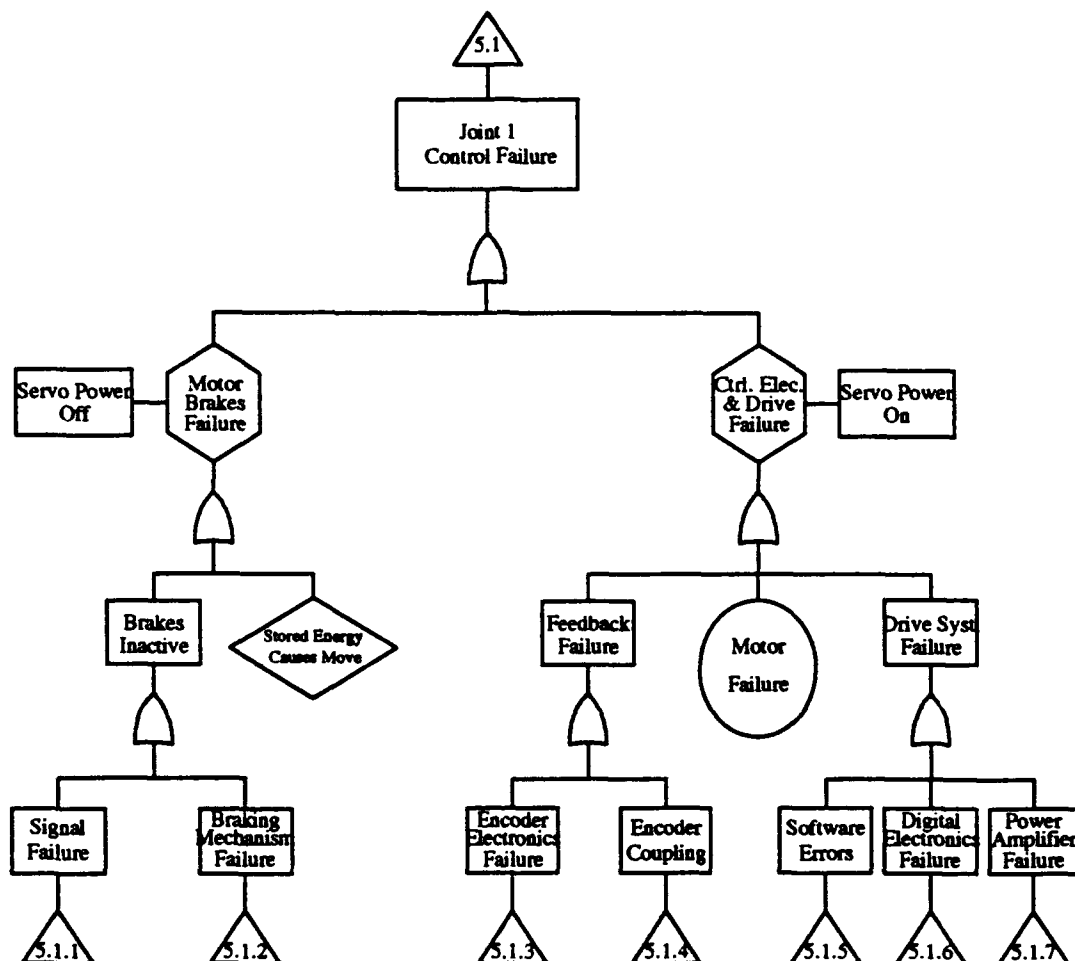 5.1
Joint 1
Control Failure
Servo Power
Off
Motor
Brakes
Failure
Ctrl. Elec.
& Drive
Failure
Servo Power
On
Brakes
Inactive
Stored Energy
Causes Move
Feedback
Failure
Motor
Failure
Drive Syst.
Failure
Signal
Failure
Braking
Mechanism
Failure
Encoder
Electronics
Failure
Encoder
Coupling
Software
Errors
Digital
Electronics
Failure
Power
Amplifier
Failure
5.1.1
5.1.2
5.1.3
5.1.4
5.1.5
5.1.6
5.1.7